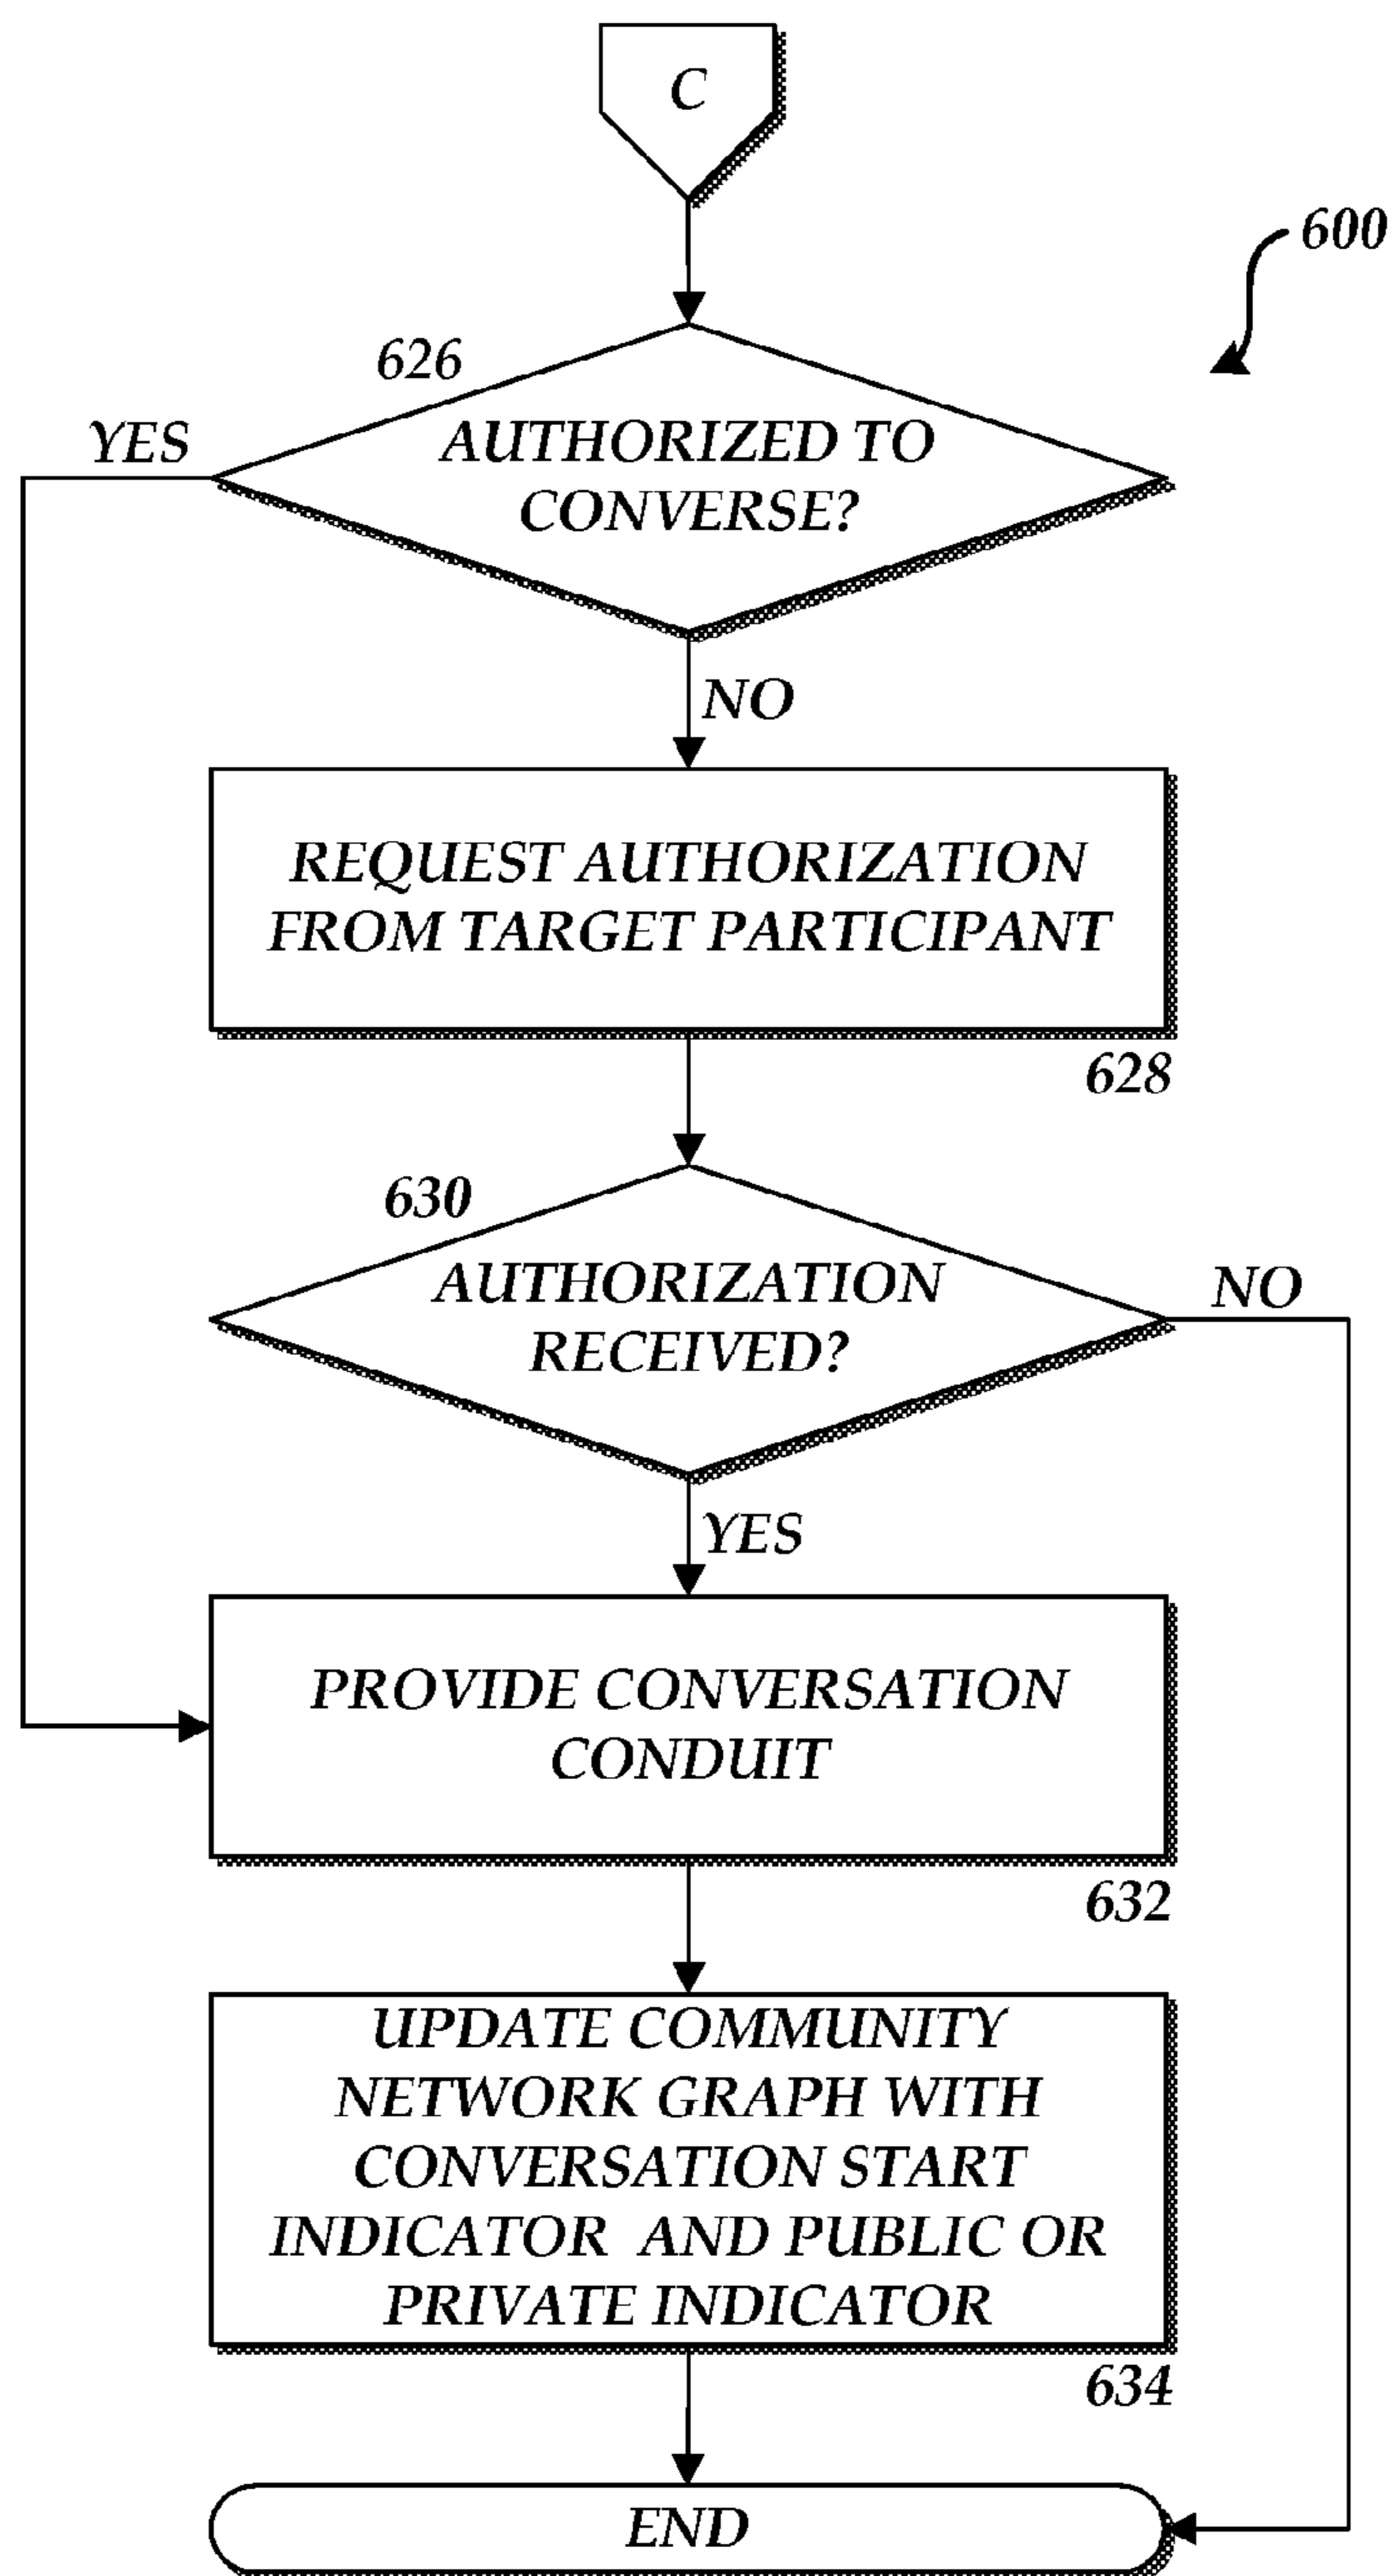 C
600
626
YES
AUTHORIZED TO
CONVERSE?
NO
REQUEST AUTHORIZATION
FROM TARGET PARTICIPANT
628
630
AUTHORIZATION
RECEIVED?
NO
YES
PROVIDE CONVERSATION
CONDUIT
632
UPDATE COMMUNITY
NETWORK GRAPH WITH
CONVERSATION START
INDICATOR AND PUBLIC OR
PRIVATE INDICATOR
634
END